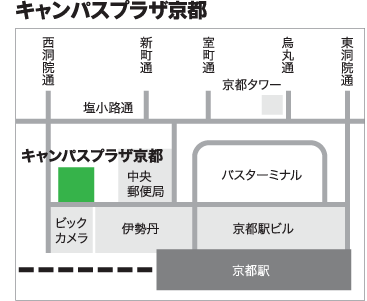 キャンパスプラザ京都
西洞院通
新町通
室町通
烏丸通
東洞院通
京都タワー
塩小路通
キャンパスプラザ京都
中央
郵便局
バスターミナル
ビック
カメラ
伊勢丹
京都駅ビル
京都駅